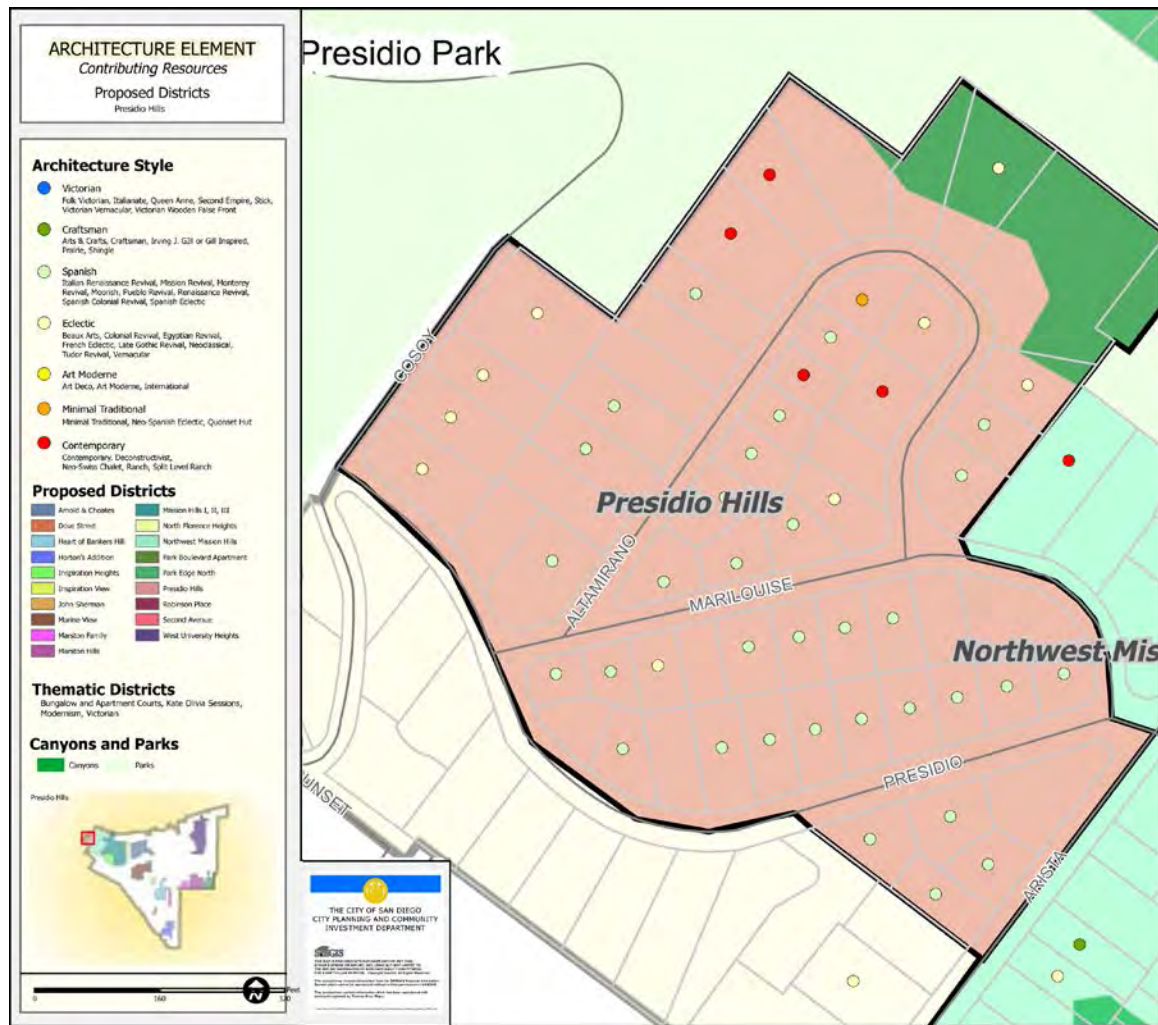 ARCHITECTURE ELEMENT
Contributing Resources
Proposed Districts
Presidio Hills
Architecture Style
Victorian
Folk Victorian, Italianate, Queen Anne, Second Empire, Stick,
Victorian Vernacular, Victorian Wooden False Front
Craftsman
Arts & Crafts, Craftsman, Irving J. Gill or Gill Inspired,
Prairie, Shingle
Spanish
Italian Renaissance Revival, Mission Revival, Monterey
Revival, Moorish, Pueblo Revival, Renaissance Revival,
Spanish Colonial Revival, Spanish Eclectic
Eclectic
Beaux Arts, Colonial Revival, Egyptian Revival,
French Eclectic, Late Gothic Revival, Neoclassical,
Tudor Revival, Vernacular
Art Moderne
Art Deco, Art Moderne, International
Minimal Traditional
Minimal Traditional, Neo-Spanish Eclectic, Quonset Hut
Contemporary
Contemporary, Deconstructivist,
Neo-Swiss Chalet, Ranch, Split Level Ranch
Proposed Districts
Arnold & Choates
Dove Street
Heart of Bankers Hill
Horton's Addition
Inspiration Heights
Inspiration View
John Sherman
Marine View
Marston Family
Marston Hills
Mission Hills I, II, III
North Florence Heights
Northwest Mission Hills
Park Boulevard Apartment
Park Edge North
Presidio Hills
Robinson Place
Second Avenue
West University Heights
Thematic Districts
Bungalow and Apartment Courts, Kate Olivia Sessions,
Modernism, Victorian
Canyons and Parks
Canyons
Parks
Presidio Hills
N
Feet
0
160
320
Presidio Park
COSOY
Presidio Hills
ALTAMIRANO
MARILOUISE
Northwest Mis
PRESIDIO
UNSET
ARISTA
THE CITY OF SAN DIEGO
CITY PLANNING AND COMMUNITY
INVESTMENT DEPARTMENT